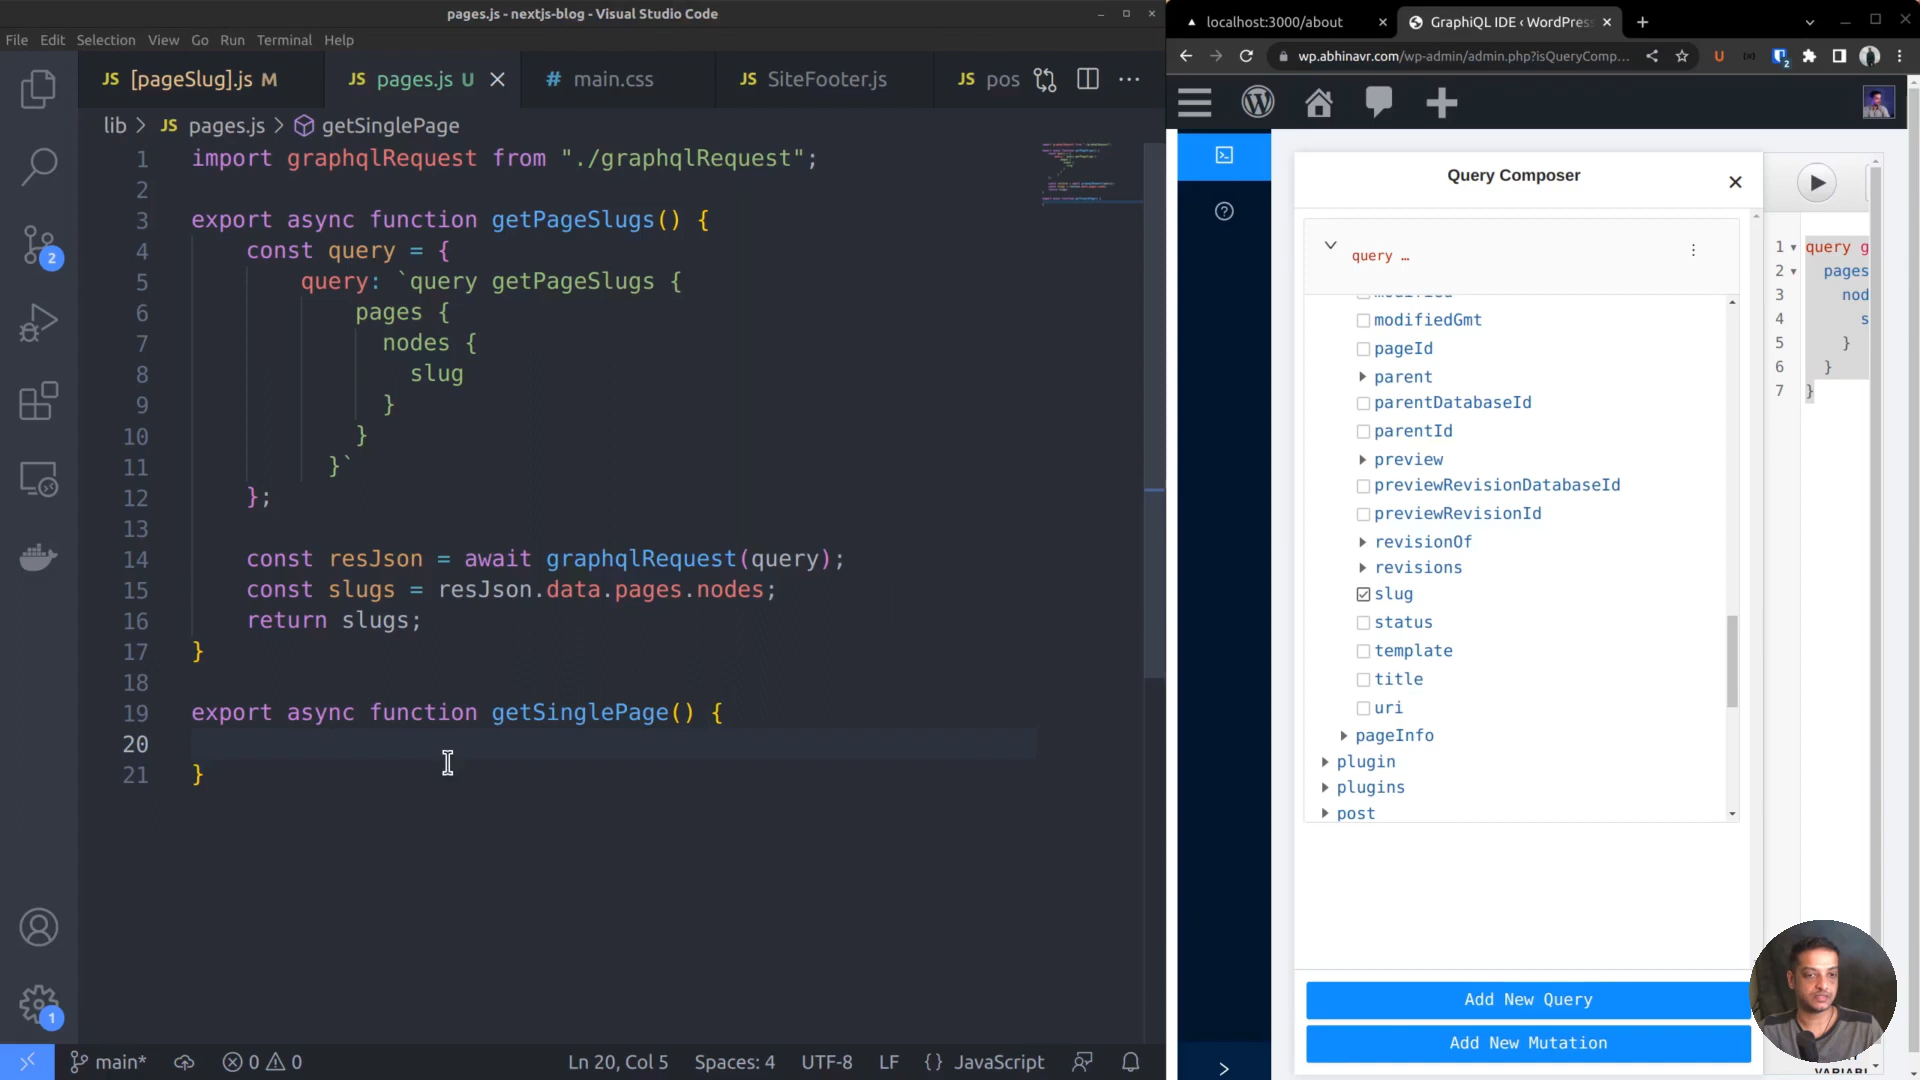 pages.js - nextjs-blog - Visual Studio Code
File Edit Selection View Go Run Terminal Help
JS [pageSlug].js M
JS pages.js U
# main.css
JS SiteFooter.js
JS pos
lib > JS pages.js > getSinglePage
1 import graphqlRequest from "./graphqlRequest";
2
3 export async function getPageSlugs() {
4 const query = {
5 query: `query getPageSlugs {
6 pages {
7 nodes {
8 slug
9 }
10 }
11 }`
12 };
13
14 const resJson = await graphqlRequest(query);
15 const slugs = resJson.data.pages.nodes;
16 return slugs;
17 }
18
19 export async function getSinglePage() {
20
21 }
2
1
main* 0 0 Ln 20, Col 5 Spaces: 4 UTF-8 LF {} JavaScript
localhost:3000/about
GraphiQL IDE ‹ WordPres
wp.abhinavr.com/wp-admin/admin.php?isQueryComp...
U
2
Query Composer
query …
modified
modifiedGmt
pageId
parent
parentDatabaseId
parentId
preview
previewRevisionDatabaseId
previewRevisionId
revisionOf
revisions
slug
status
template
title
uri
pageInfo
plugin
plugins
post
Add New Query
Add New Mutation
1 query g
2 pages
3 nod
4 s
5 }
6 }
7 }